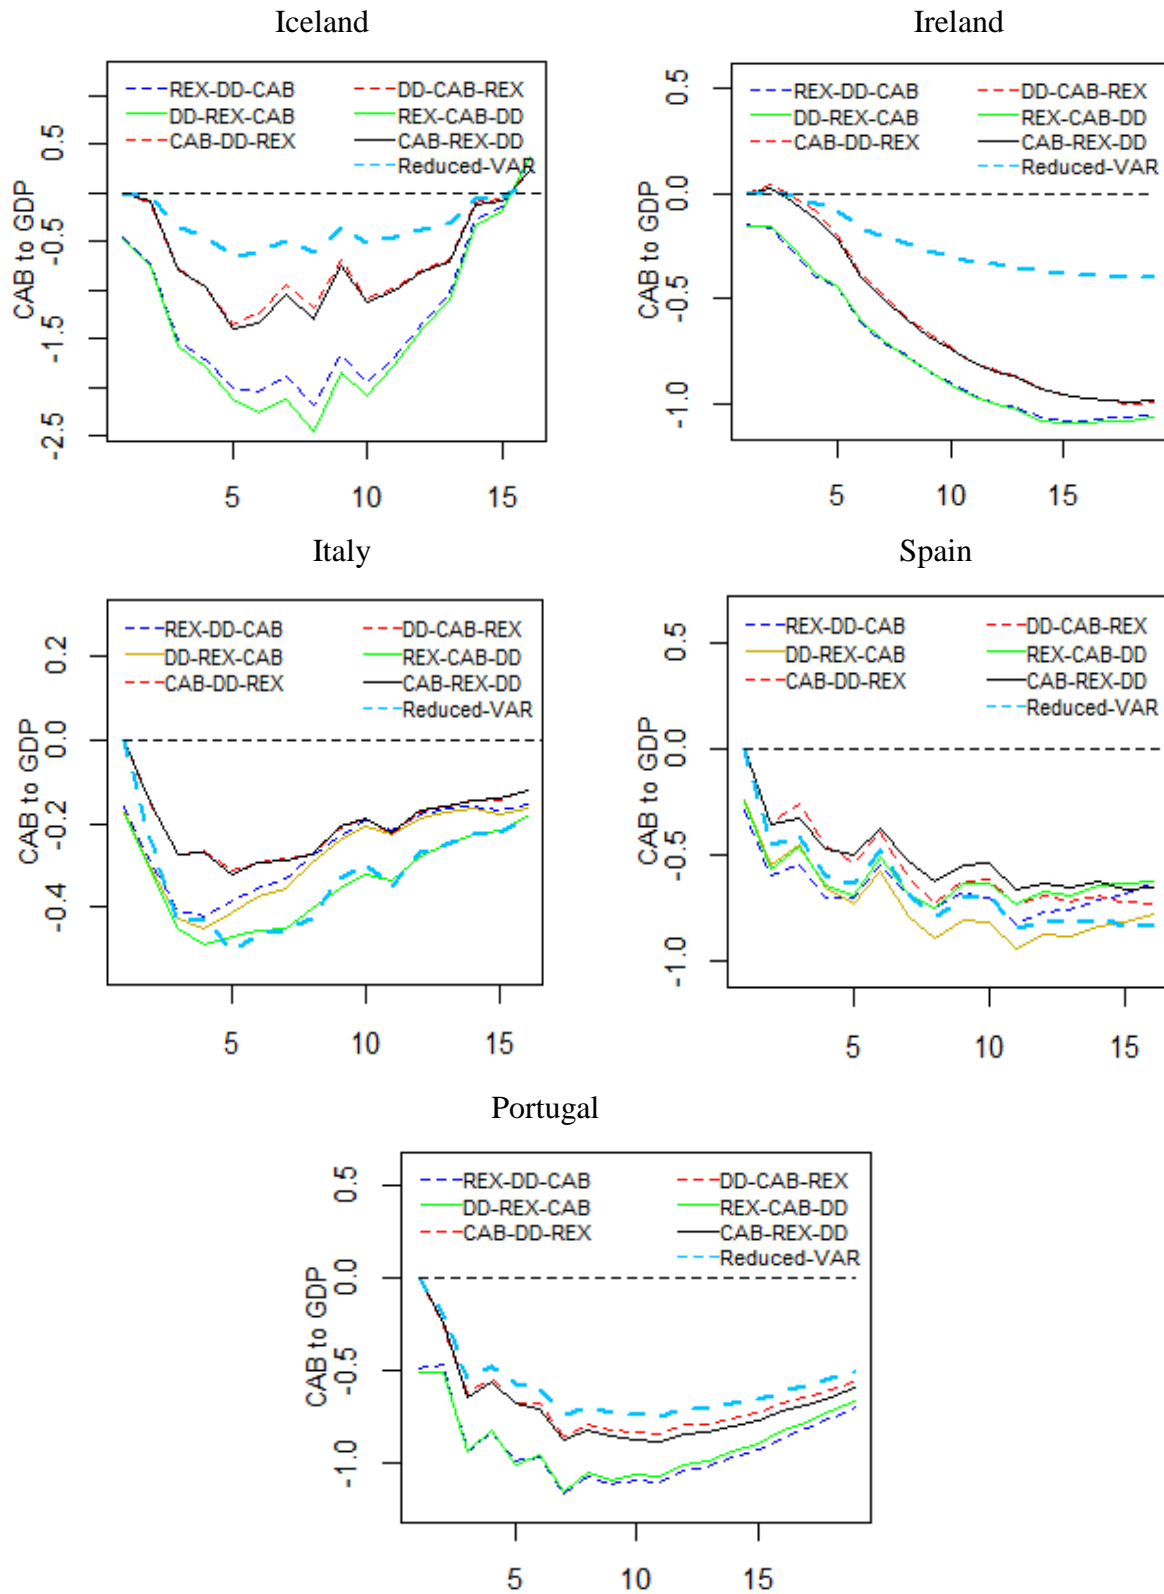 Iceland
Ireland
REX-DD-CAB
DD-CAB-REX
DD-REX-CAB
REX-CAB-DD
CAB-DD-REX
CAB-REX-DD
Reduced-VAR
CAB to GDP
0.5
-0.5
-1.5
-2.5
5
10
15
REX-DD-CAB
DD-CAB-REX
DD-REX-CAB
REX-CAB-DD
CAB-DD-REX
CAB-REX-DD
Reduced-VAR
CAB to GDP
0.5
0.0
-0.5
-1.0
5
10
15
Italy
Spain
REX-DD-CAB
DD-CAB-REX
DD-REX-CAB
REX-CAB-DD
CAB-DD-REX
CAB-REX-DD
Reduced-VAR
CAB to GDP
0.2
0.0
-0.2
-0.4
5
10
15
REX-DD-CAB
DD-CAB-REX
DD-REX-CAB
REX-CAB-DD
CAB-DD-REX
CAB-REX-DD
Reduced-VAR
CAB to GDP
0.5
0.0
-0.5
-1.0
5
10
15
Portugal
REX-DD-CAB
DD-CAB-REX
DD-REX-CAB
REX-CAB-DD
CAB-DD-REX
CAB-REX-DD
Reduced-VAR
CAB to GDP
0.5
0.0
-0.5
-1.0
5
10
15